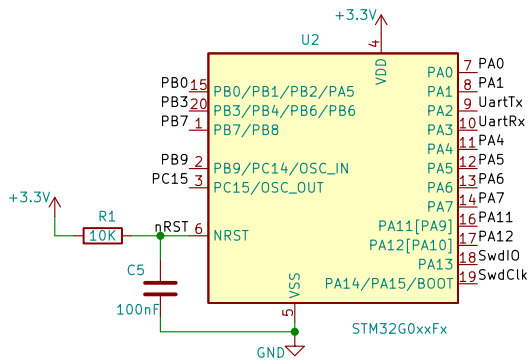 +3.3V
U2
4
VDD
PB0 15 PB0/PB1/PB2/PA5
PB3 20 PB3/PB4/PB6/PB6
PB7 1 PB7/PB8
PB9 2 PB9/PC14/OSC_IN
PC15 3 PC15/OSC_OUT
nRST 6 NRST
PA0 7 PA0
PA1 8 PA1
PA2 9 UartTx
PA3 10 UartRx
PA4 11 PA4
PA5 12 PA5
PA6 13 PA6
PA7 14 PA7
PA11[PA9] 16 PA11
PA12[PA10] 17 PA12
PA13 18 SwdIO
PA14/PA15/BOOT 19 SwdClk
+3.3V
R1
10K
C5
100nF
VSS
5
STM32G0xxFx
GND